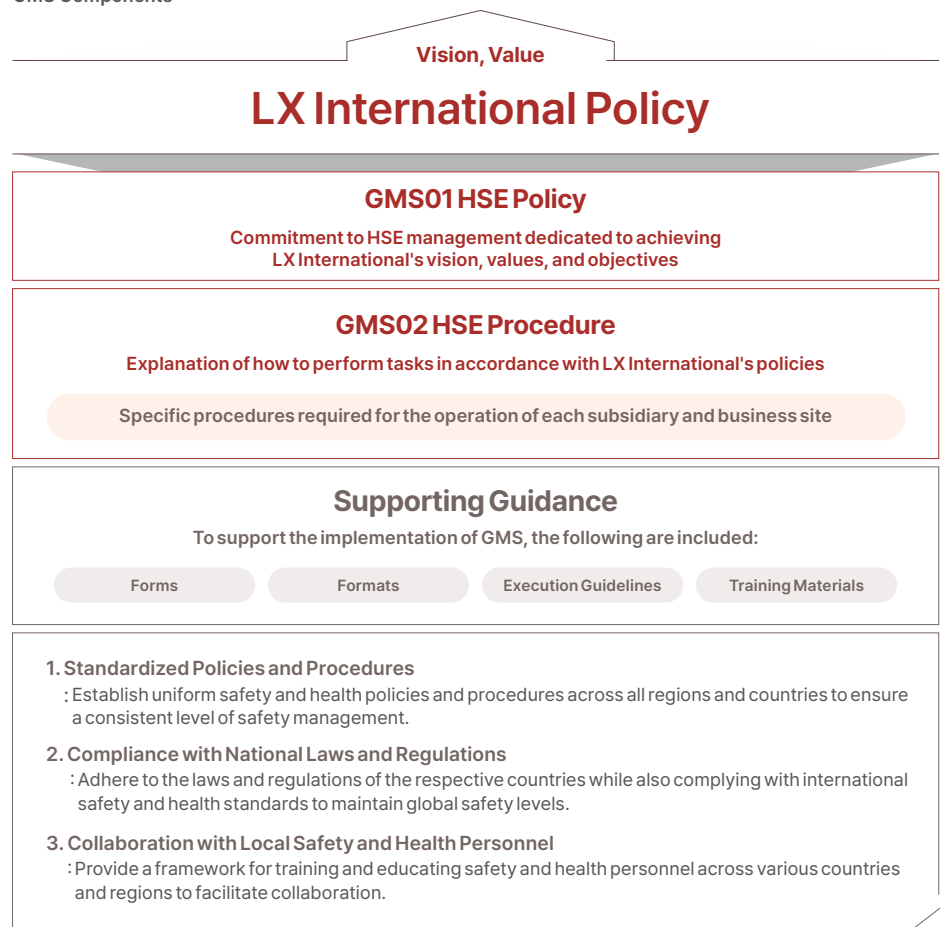 GMS Components
Vision, Value
LX International Policy
GMS01 HSE Policy
Commitment to HSE management dedicated to achieving
LX International's vision, values, and objectives
GMS02 HSE Procedure
Explanation of how to perform tasks in accordance with LX International's policies
Specific procedures required for the operation of each subsidiary and business site
Supporting Guidance
To support the implementation of GMS, the following are included:
Forms
Formats
Execution Guidelines
Training Materials
1. Standardized Policies and Procedures
: Establish uniform safety and health policies and procedures across all regions and countries to ensure
a consistent level of safety management.
2. Compliance with National Laws and Regulations
: Adhere to the laws and regulations of the respective countries while also complying with international
safety and health standards to maintain global safety levels.
3. Collaboration with Local Safety and Health Personnel
: Provide a framework for training and educating safety and health personnel across various countries
and regions to facilitate collaboration.